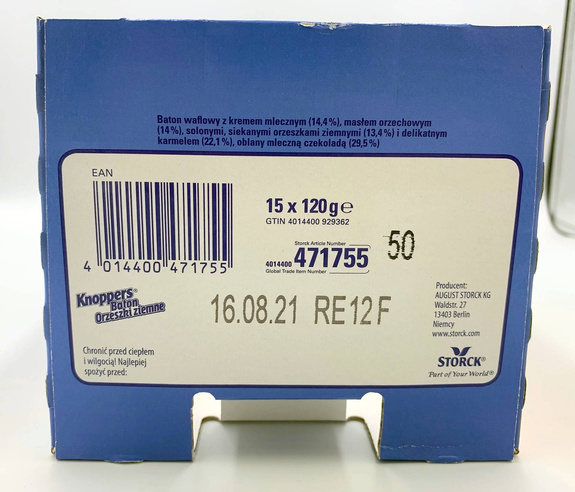 Baton waflowy z kremem mlecznym (14,4%), masłem orzechowym
(14%), solonymi, siekanymi orzeszkami ziemnymi (13,4%) i delikatnym
karmelem (22,1%), oblany mleczną czekoladą (29,5%)
EAN
4 014400 471755
15 x 120 g e
GTIN 4014400 929362
Storck Article Number
4014400 471755
Global Trade Item Number
50
Knoppers®
Baton
Orzeszki ziemne
16.08.21 RE12F
Chronić przed ciepłem
i wilgocią! Najlepiej
spożyć przed:
Producent:
AUGUST STORCK KG
Waldstr. 27
13403 Berlin
Niemcy
www.storck.com
STORCK®
Part of Your World®